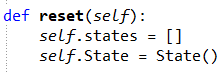 def reset(self):
    self.states = []
    self.State = State()